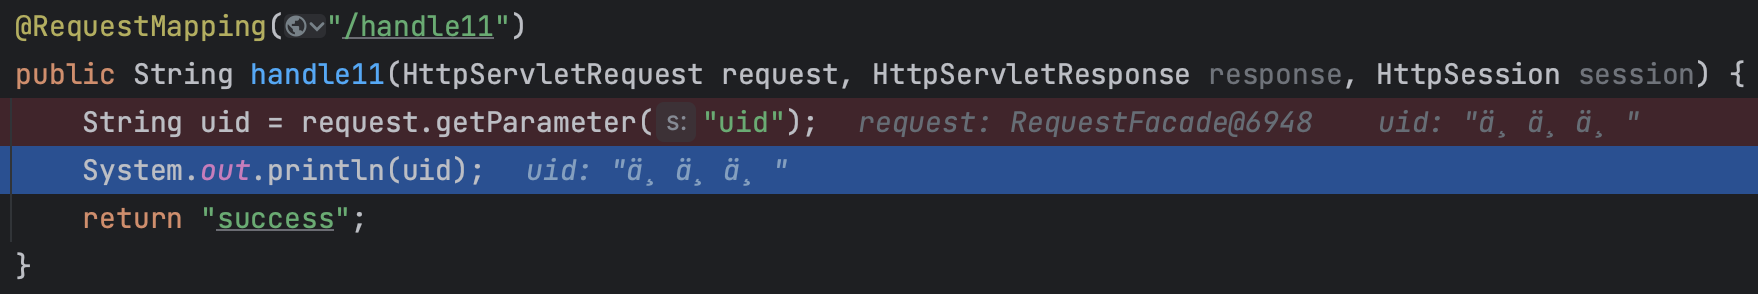 @RequestMapping("/handle11")
public String handle11(HttpServletRequest request, HttpServletResponse response, HttpSession session) {
    String uid = request.getParameter( s: "uid");   request: RequestFacade@6948    uid: "ä¸ ä¸ ä¸ "
    System.out.println(uid);   uid: "ä¸ ä¸ ä¸ "
    return "success";
}